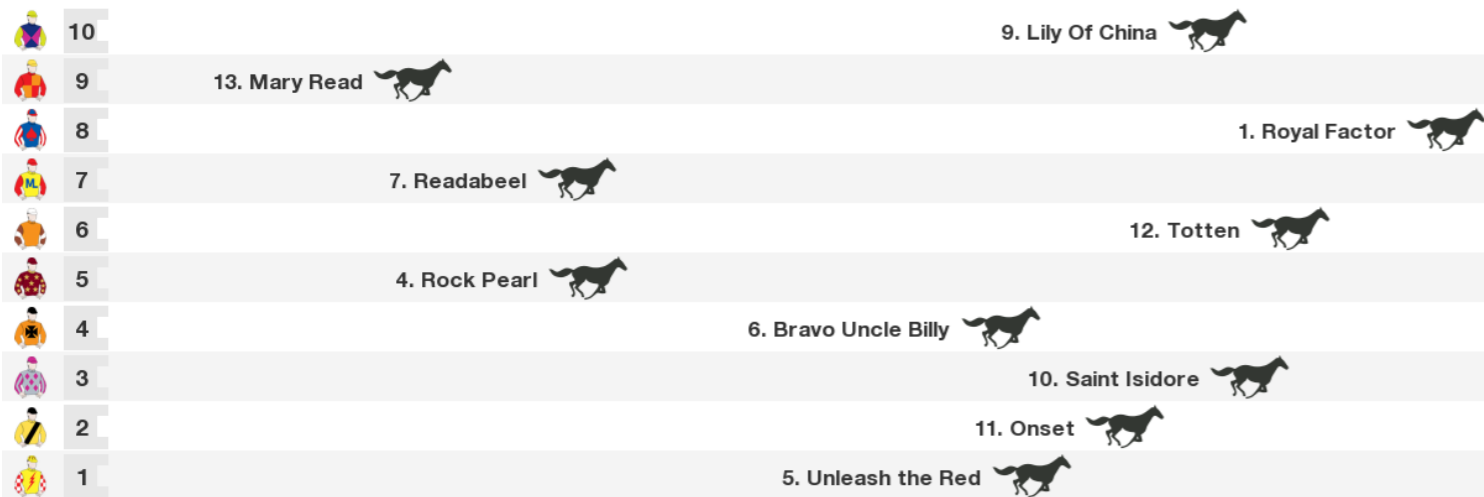 10 9. Lily Of China
9 13. Mary Read
8 1. Royal Factor
ML 7 7. Readabeel
6 12. Totten
5 4. Rock Pearl
4 6. Bravo Uncle Billy
3 10. Saint Isidore
2 11. Onset
1 5. Unleash the Red